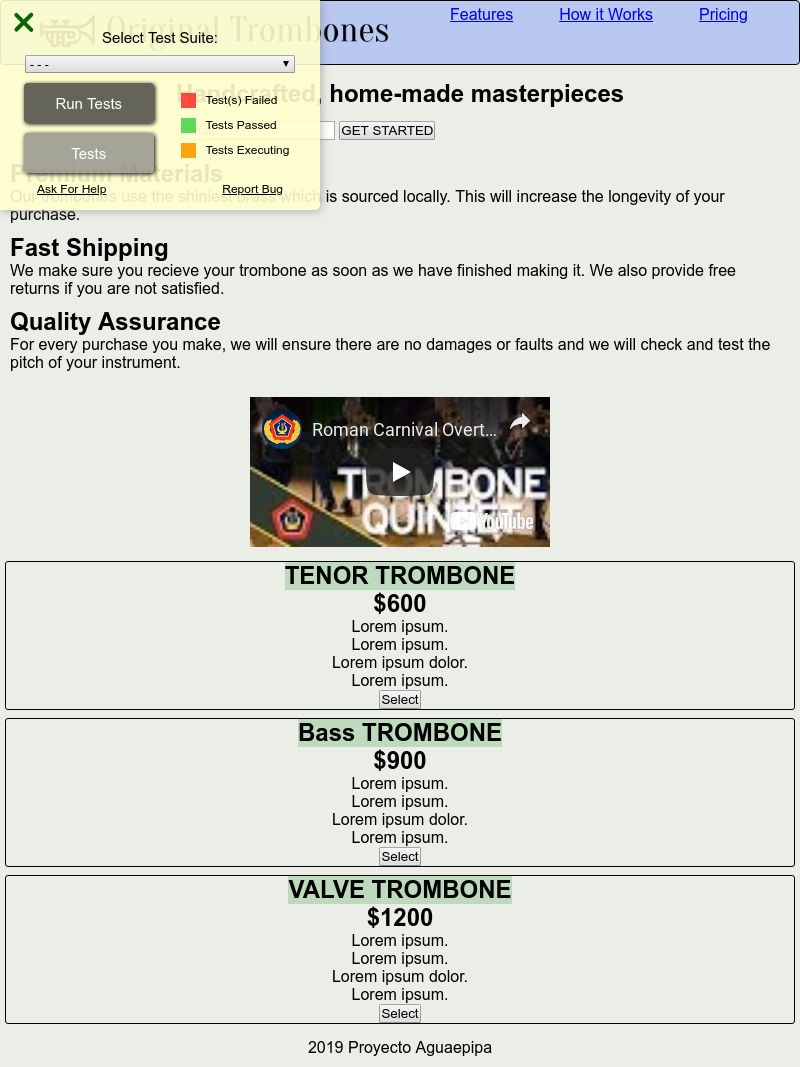 Original Trombones
Features
How it Works
Pricing
Select Test Suite:
- - -
Run Tests
Tests
Test(s) Failed
Tests Passed
Tests Executing
Ask For Help
Report Bug
Handcrafted, home-made masterpieces
GET STARTED
Premium Materials
Our trombones use the shiniest brass which is sourced locally. This will increase the longevity of your
purchase.
Fast Shipping
We make sure you recieve your trombone as soon as we have finished making it. We also provide free
returns if you are not satisfied.
Quality Assurance
For every purchase you make, we will ensure there are no damages or faults and we will check and test the
pitch of your instrument.
Roman Carnival Overt...
TROMBONE
QUINTET
YouTube
TENOR TROMBONE
$600
Lorem ipsum.
Lorem ipsum.
Lorem ipsum dolor.
Lorem ipsum.
Select
Bass TROMBONE
$900
Lorem ipsum.
Lorem ipsum.
Lorem ipsum dolor.
Lorem ipsum.
Select
VALVE TROMBONE
$1200
Lorem ipsum.
Lorem ipsum.
Lorem ipsum dolor.
Lorem ipsum.
Select
2019 Proyecto Aguaepipa